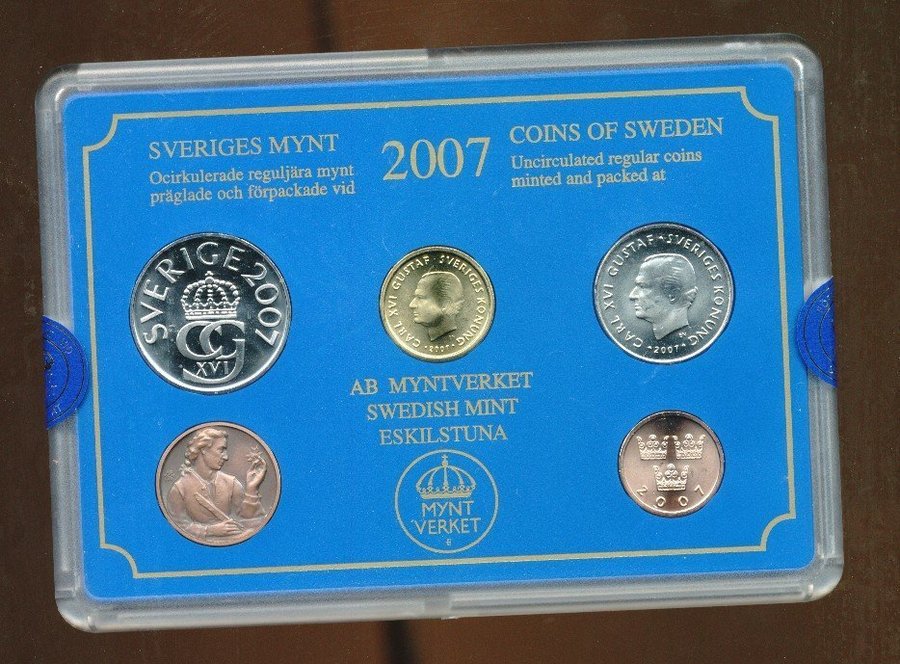 SVERIGES MYNT
Ocirkulerade reguljära mynt
präglade och förpackade vid
2007
COINS OF SWEDEN
Uncirculated regular coins
minted and packed at
SVERIGE 2007
CG
XVI
CARL XVI GUSTAF · SVERIGES KONUNG
· 2007 ·
CARL XVI GUSTAF · SVERIGES KONUNG
· 2007 ·
AB MYNTVERKET
SWEDISH MINT
ESKILSTUNA
MYNT
VERKET
2007